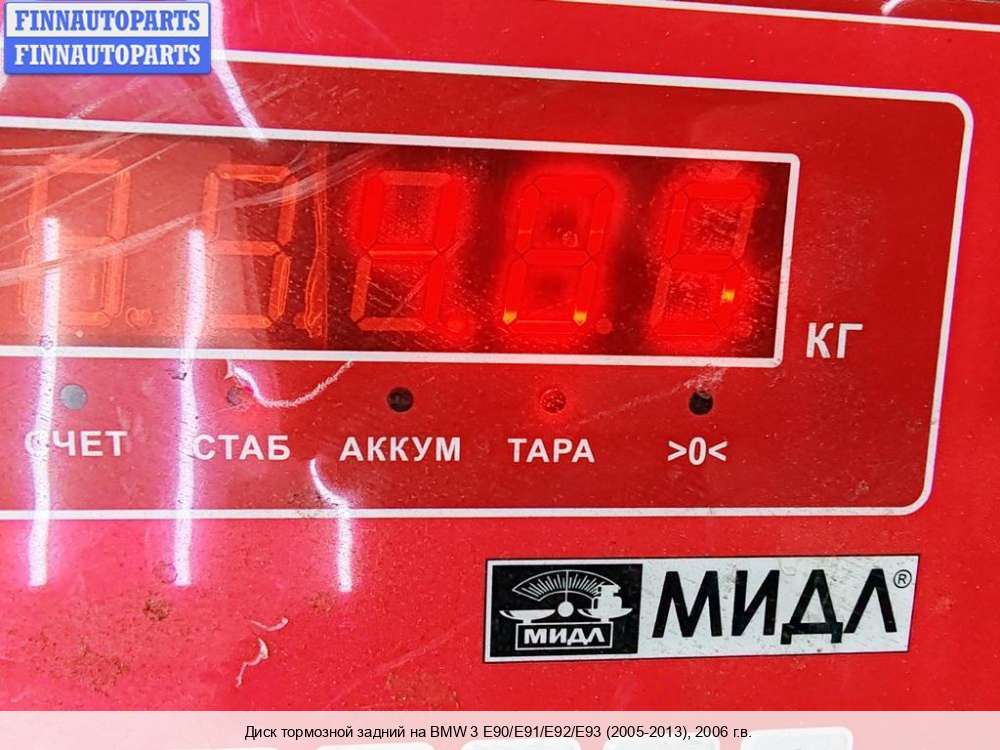 FINNAUTOPARTS
FINNAUTOPARTS
КГ
СЧЕТ СТАБ АККУМ ТАРА >0<
МИДЛ МИДЛ®
Диск тормозной задний на BMW 3 E90/E91/E92/E93 (2005-2013), 2006 г.в.